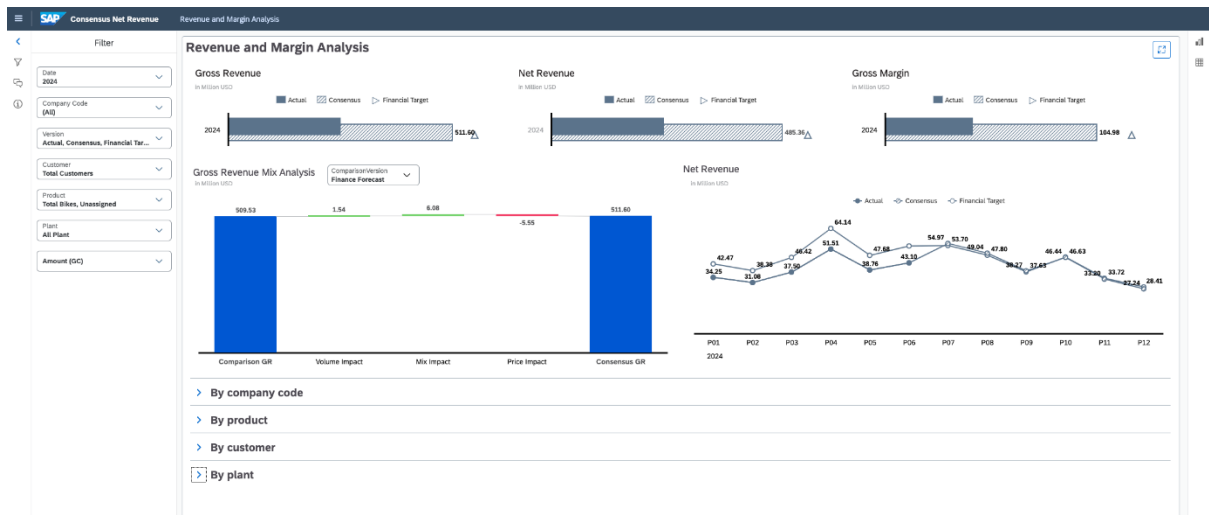 SAP Consensus Net Revenue Revenue and Margin Analysis
Filter
Date
2024
Company Code
(All)
Version
Actual, Consensus, Financial Tar...
Customer
Total Customers
Product
Total Bikes, Unassigned
Plant
All Plant
Amount (GC)
Revenue and Margin Analysis
Gross Revenue
In Million USD
Actual Consensus Financial Target
2024 511.60
Net Revenue
In Million USD
Actual Consensus Financial Target
2024 485.36
Gross Margin
In Million USD
Actual Consensus Financial Target
2024 104.98
Gross Revenue Mix Analysis
In Million USD
ComparisonVersion
Finance Forecast
509.53 1.54 6.08 -5.55 511.60
Comparison GR Volume Impact Mix Impact Price Impact Consensus GR
Net Revenue
In Million USD
Actual Consensus Financial Target
42.47 38.38 46.42 64.14 47.68 54.97 53.70 49.04 47.80 38.27 37.63 46.44 46.63 33.20 33.72 37.24 28.41
34.25 31.08 37.50 51.51 38.76 43.10
P01 P02 P03 P04 P05 P06 P07 P08 P09 P10 P11 P12
2024
By company code
By product
By customer
By plant